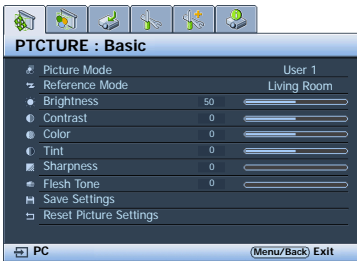 PTCTURE : Basic
Picture Mode User 1
Reference Mode Living Room
Brightness 50
Contrast 0
Color 0
Tint 0
Sharpness 0
Flesh Tone 0
Save Settings
Reset Picture Settings
PC Menu/Back Exit